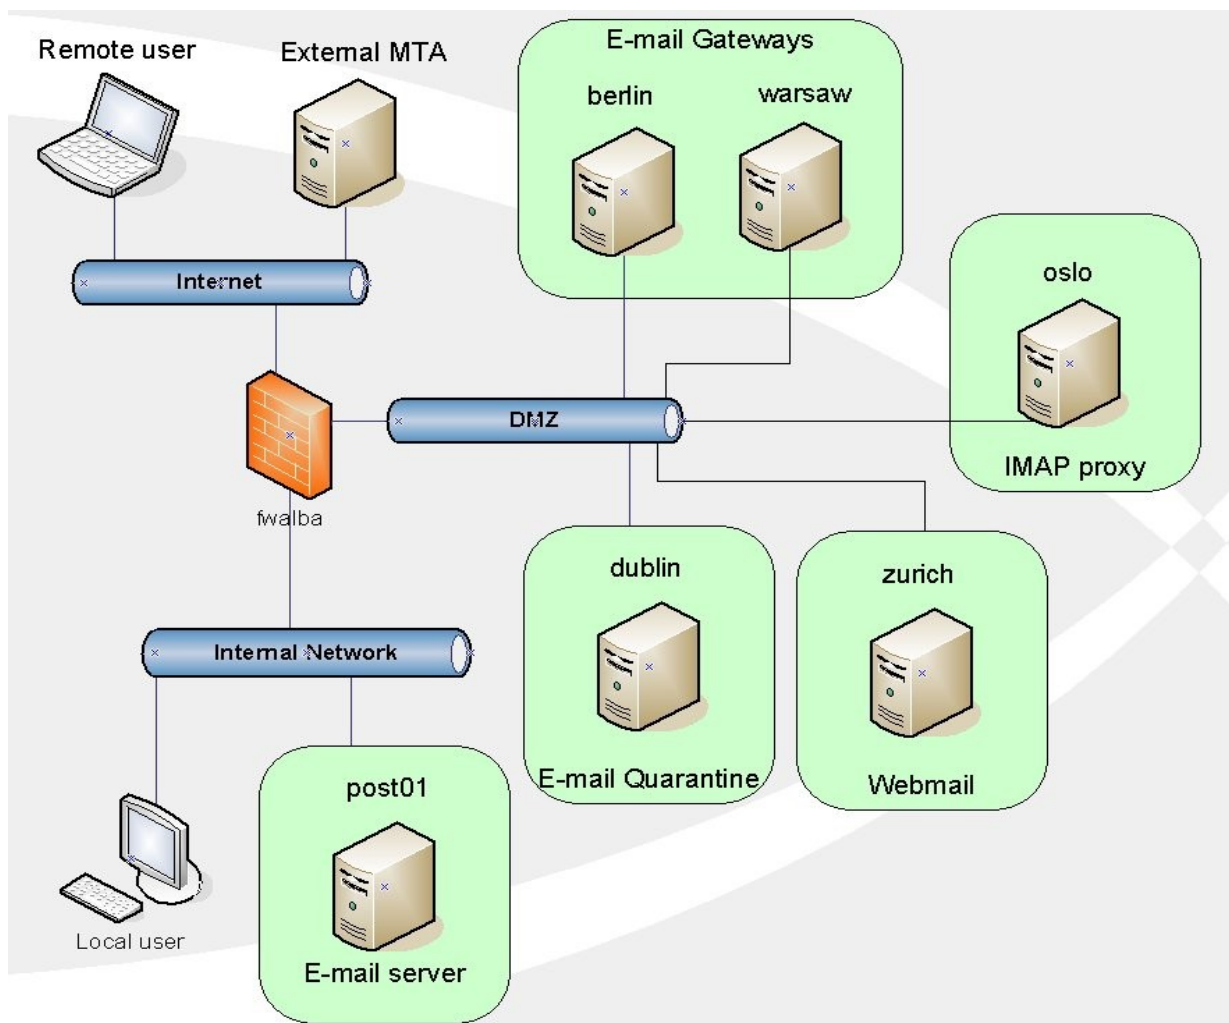 Remote user
External MTA
E-mail Gateways
berlin
warsaw
Internet
oslo
IMAP proxy
DMZ
fwalba
dublin
E-mail Quarantine
zurich
Webmail
Internal Network
post01
E-mail server
Local user